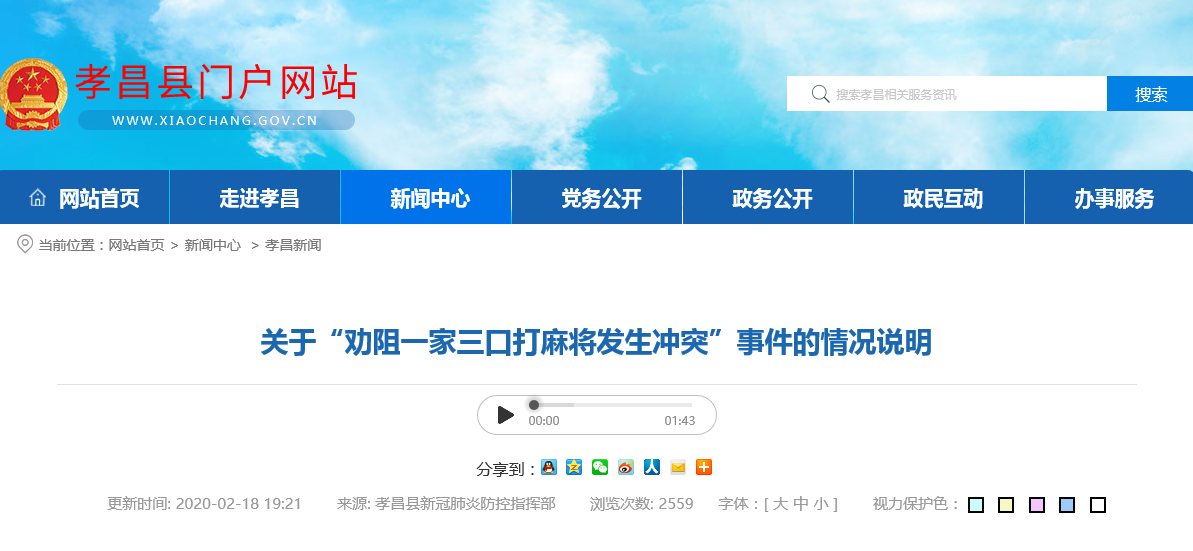 孝昌县门户网站
WWW.XIAOCHANG.GOV.CN
搜索孝昌相关服务资讯 搜索
网站首页 走进孝昌 新闻中心 党务公开 政务公开 政民互动 办事服务
当前位置：网站首页 > 新闻中心 > 孝昌新闻
关于“劝阻一家三口打麻将发生冲突”事件的情况说明
00:00 01:43
分享到：
更新时间: 2020-02-18 19:21 来源: 孝昌县新冠肺炎防控指挥部 浏览次数: 2559 字体：[ 大 中 小 ] 视力保护色：